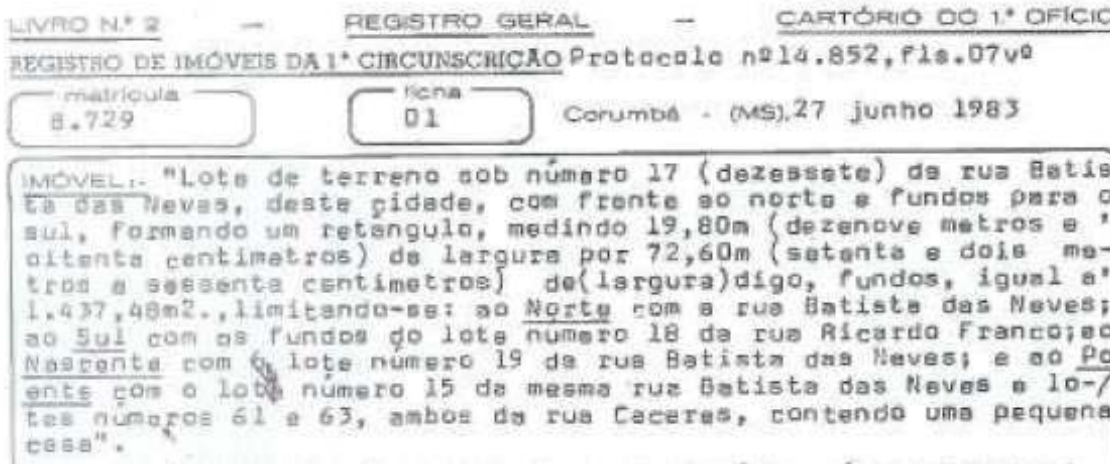 LIVRO N.º 2 — REGISTRO GERAL — CARTÓRIO DO 1.º OFÍCIO
REGISTRO DE IMÓVEIS DA 1ª CIRCUNSCRIÇÃO Protocolo nº14.852,fls.07vº
matrícula
8.729
ficha
01
Corumbá - (MS), 27 junho 1983
IMÓVEL:- "Lote de terreno sob número 17 (dezessete) da rua Batis
ta das Neves, deste cidade, com frente ao norte e fundos para o
sul, formando um retangulo, medindo 19,80m (dezenove metros e '
oitenta centimetros) de largura por 72,60m (setenta e dois me-
tros e sessenta centimetros) de(largura)digo, fundos, igual a'
1.437,48m2.,limitando-se: ao Norte com a rua Batista das Neves;
ao Sul com os fundos do lote número 18 da rua Ricardo Franco;ao
Nascente com o lote número 19 da rua Batista das Neves; e ao Po
ente com o lote número 15 da mesma rua Batista das Neves e lo-/
tes números 61 e 63, ambos da rua Caceres, contendo uma pequena
casa".